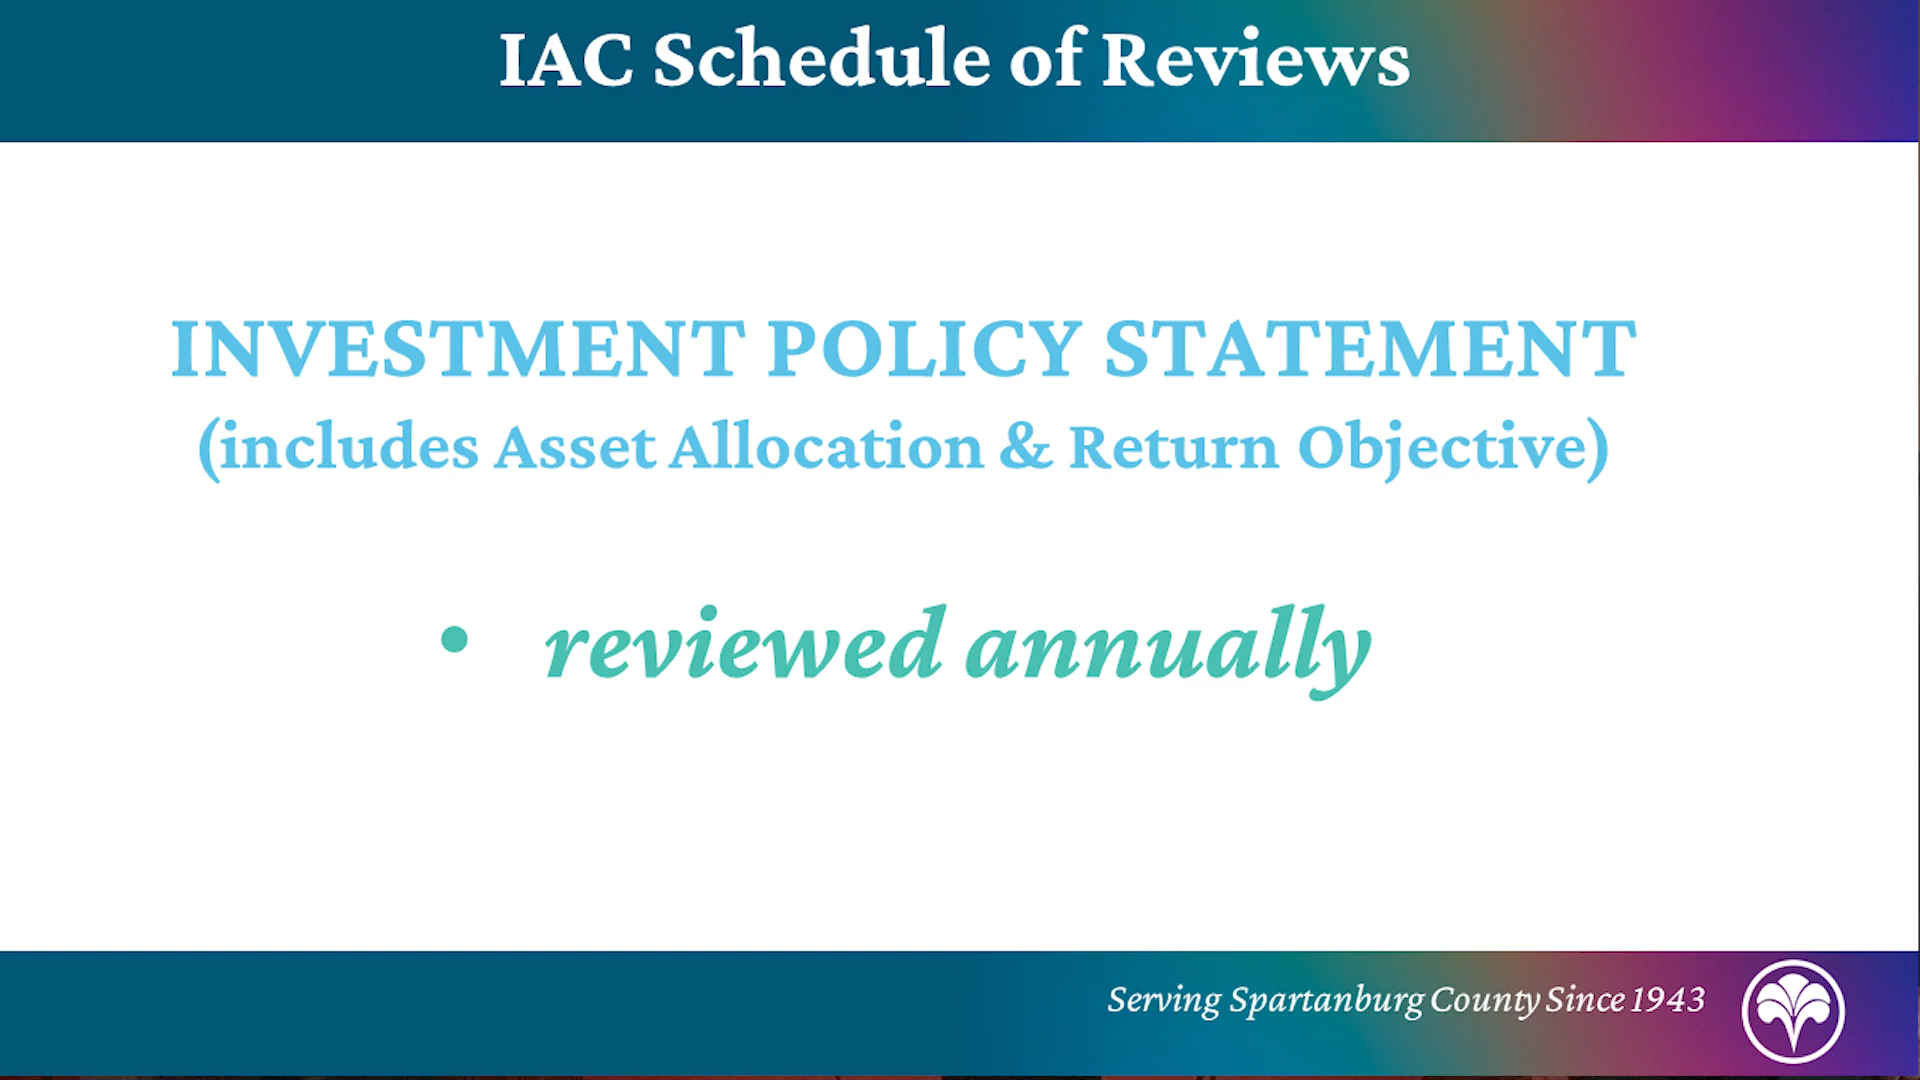 IAC Schedule of Reviews
INVESTMENT POLICY STATEMENT
(includes Asset Allocation & Return Objective)
• reviewed annually
Serving Spartanburg County Since 1943